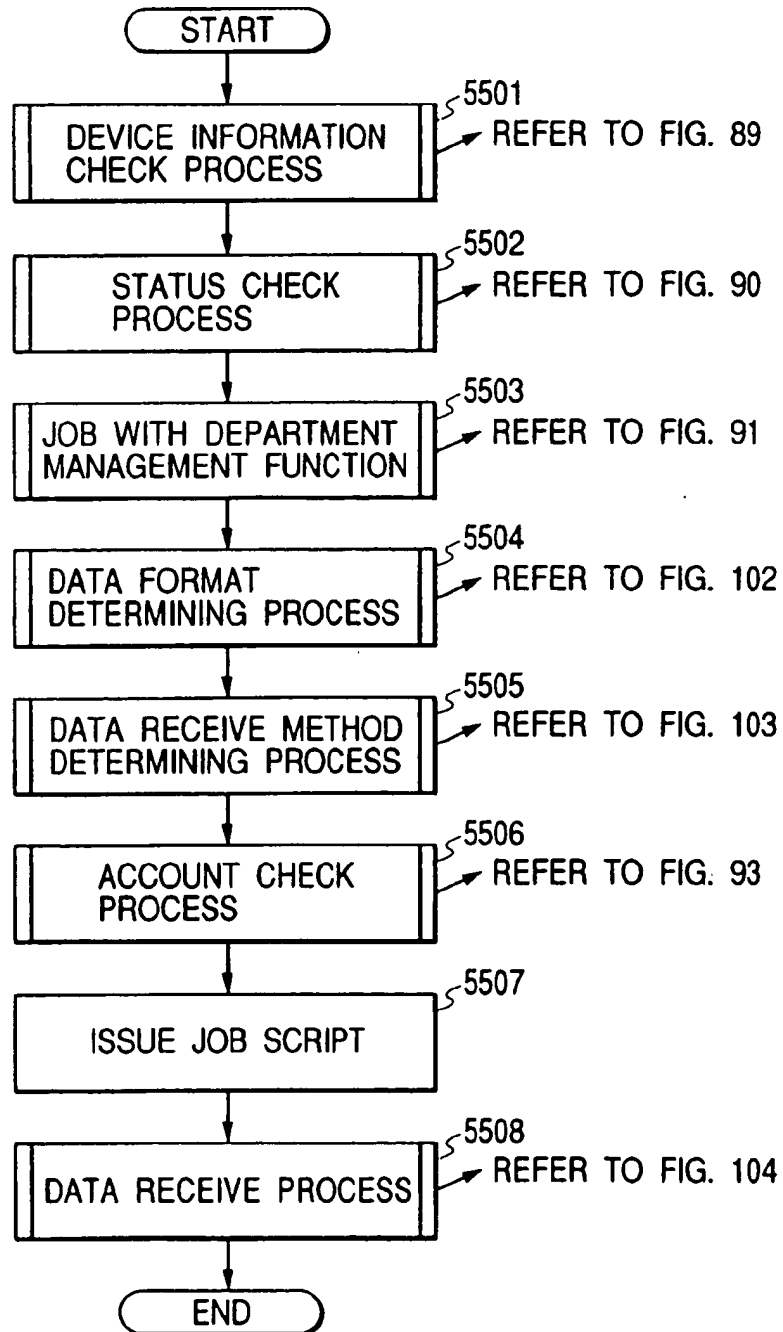 START
5501
DEVICE INFORMATION
CHECK PROCESS
REFER TO FIG. 89
5502
STATUS CHECK
PROCESS
REFER TO FIG. 90
5503
JOB WITH DEPARTMENT
MANAGEMENT FUNCTION
REFER TO FIG. 91
5504
DATA FORMAT
DETERMINING PROCESS
REFER TO FIG. 102
5505
DATA RECEIVE METHOD
DETERMINING PROCESS
REFER TO FIG. 103
5506
ACCOUNT CHECK
PROCESS
REFER TO FIG. 93
5507
ISSUE JOB SCRIPT
5508
DATA RECEIVE PROCESS
REFER TO FIG. 104
END